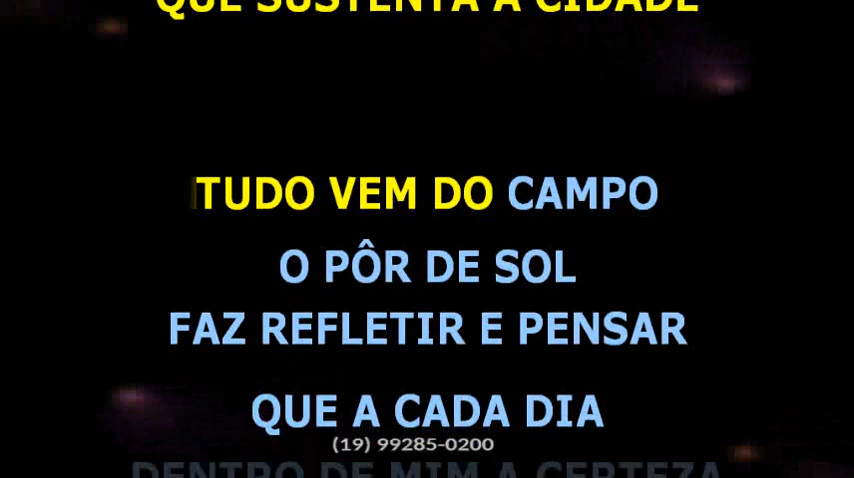 QUE SUSTENTA A CIDADE
TUDO VEM DO CAMPO
O PÔR DE SOL
FAZ REFLETIR E PENSAR
QUE A CADA DIA
(19) 99285-0200
DENTRO DE MIM A CERTEZA